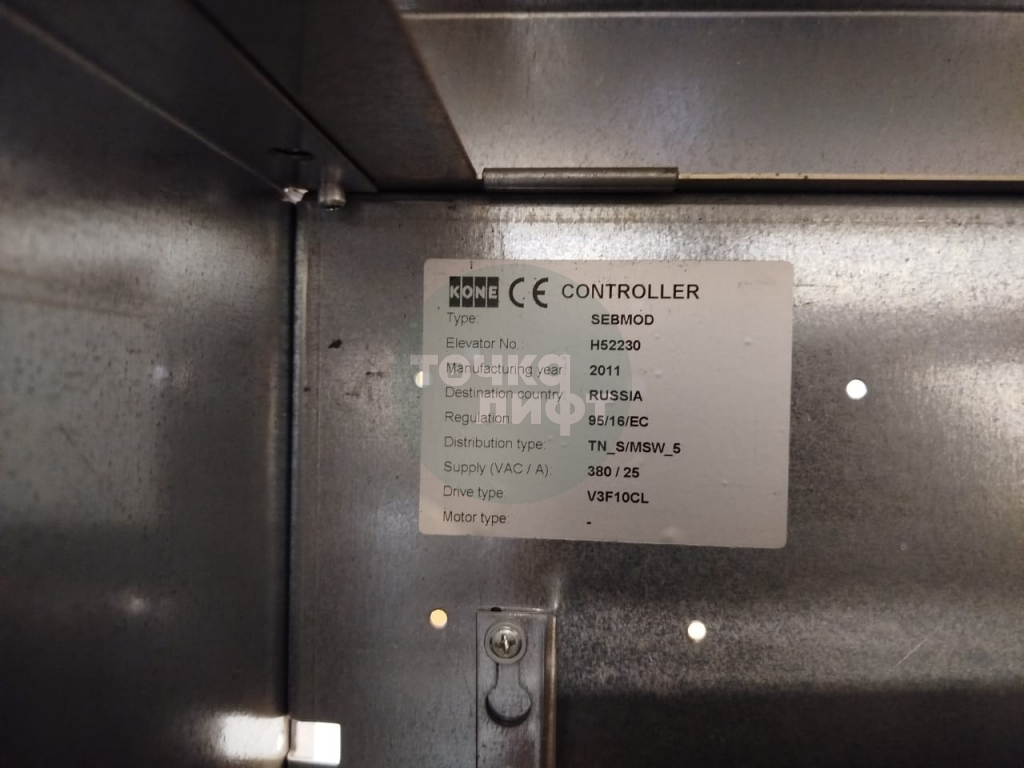 KONE CE CONTROLLER
Type: SEBMOD
Elevator No.: H52230
Manufacturing year: 2011
Destination country: RUSSIA
Regulation: 95/16/EC
Distribution type: TN_S/MSW_5
Supply (VAC / A): 380 / 25
Drive type: V3F10CL
Motor type: -
точка
лифт